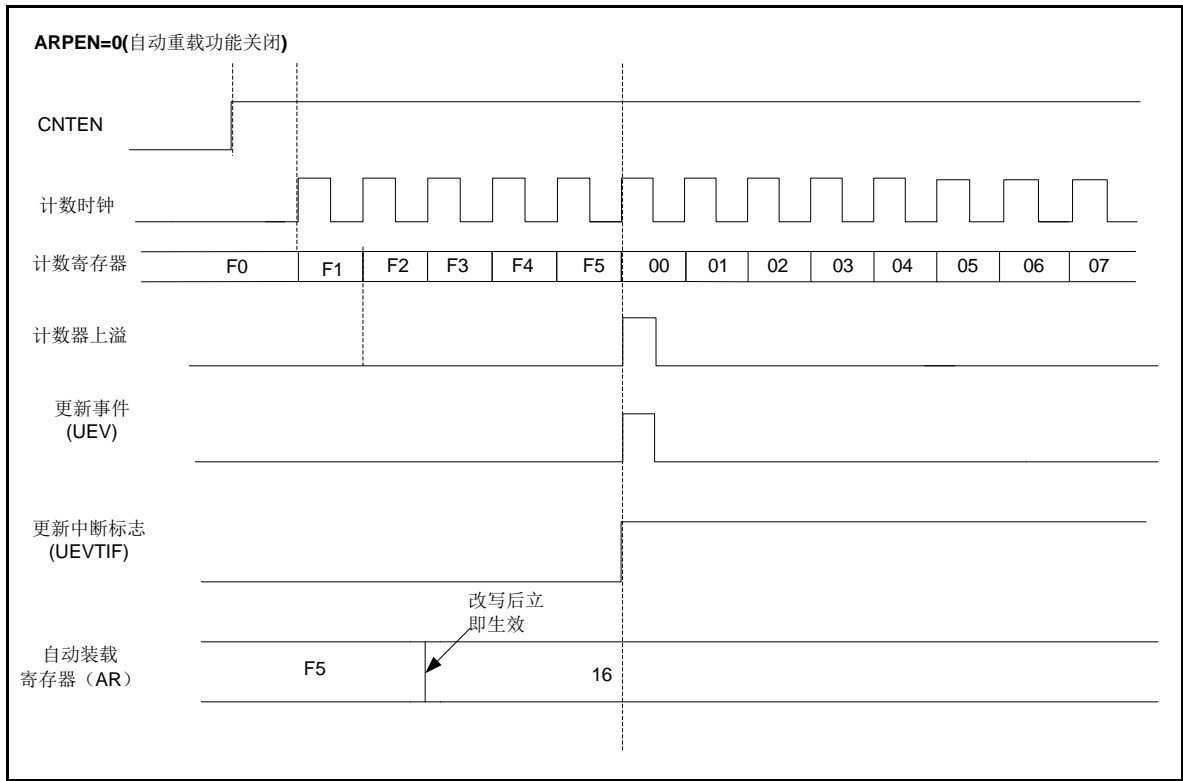 ARPEN=0(自动重载功能关闭)
CNTEN
计数时钟
计数寄存器
F0 F1 F2 F3 F4 F5 00 01 02 03 04 05 06 07
计数器上溢
更新事件
(UEV)
更新中断标志
(UEVTIF)
改写后立
即生效
自动装载
寄存器（AR）
F5 16